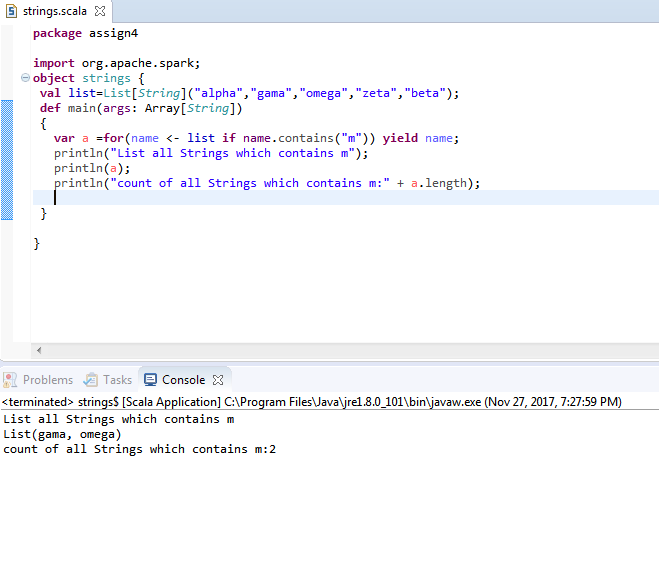 strings.scala
package assign4
import org.apache.spark;
object strings {
val list=List[String]("alpha","gama","omega","zeta","beta");
def main(args: Array[String])
{
var a =for(name <- list if name.contains("m")) yield name;
println("List all Strings which contains m");
println(a);
println("count of all Strings which contains m:" + a.length);
}
}
Problems Tasks Console
<terminated> strings$ [Scala Application] C:\Program Files\Java\jre1.8.0_101\bin\javaw.exe (Nov 27, 2017, 7:27:59 PM)
List all Strings which contains m
List(gama, omega)
count of all Strings which contains m:2